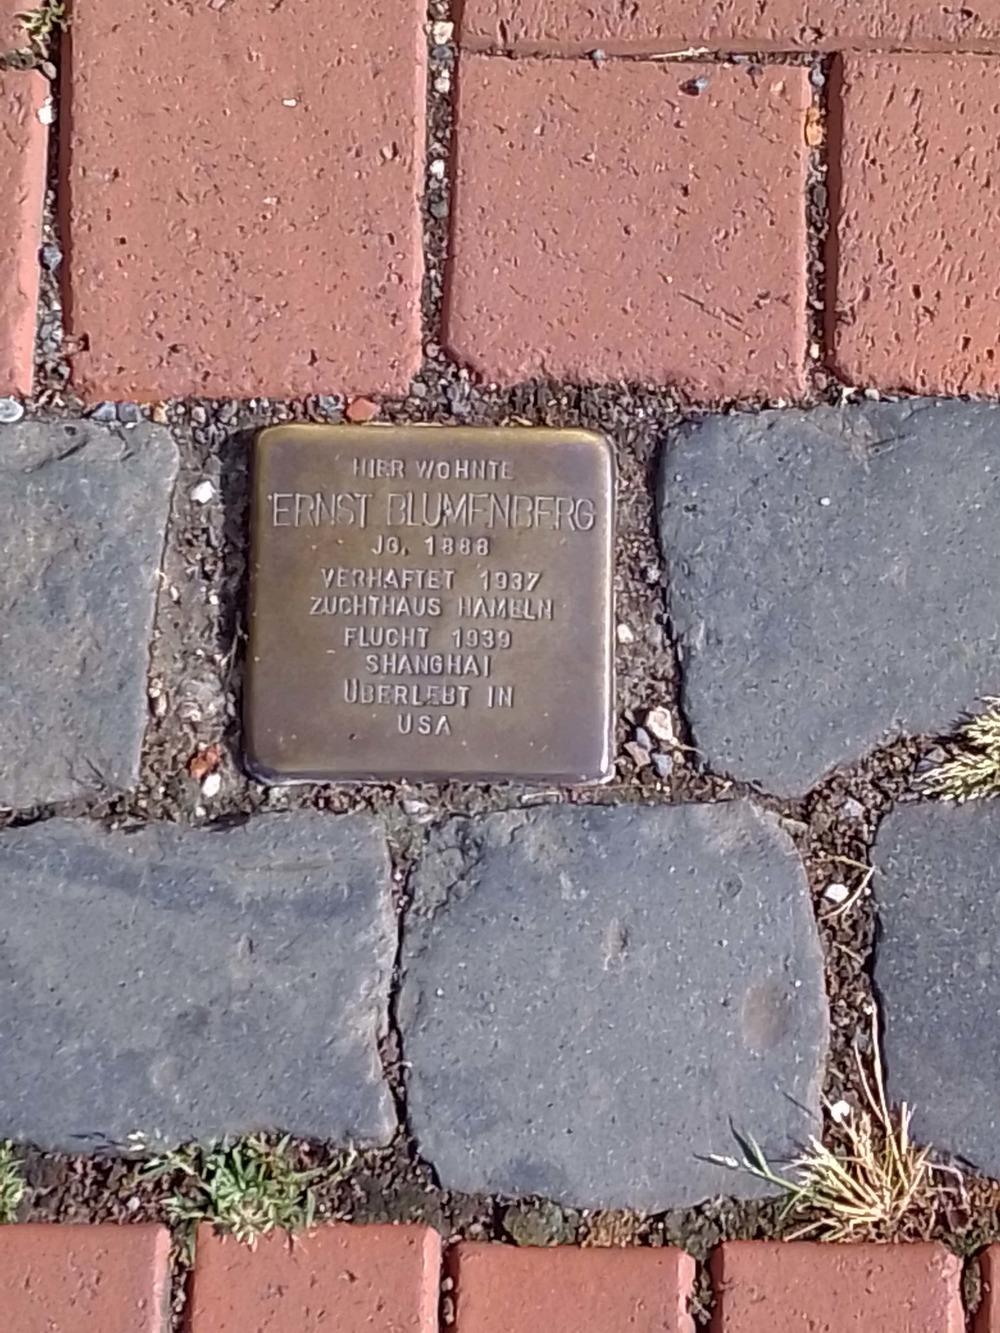 HIER WOHNTE
ERNST BLUMENBERG
JG. 1888
VERHAFTET 1937
ZUCHTHAUS HAMELN
FLUCHT 1939
SHANGHAI
ÜBERLEBT IN
USA